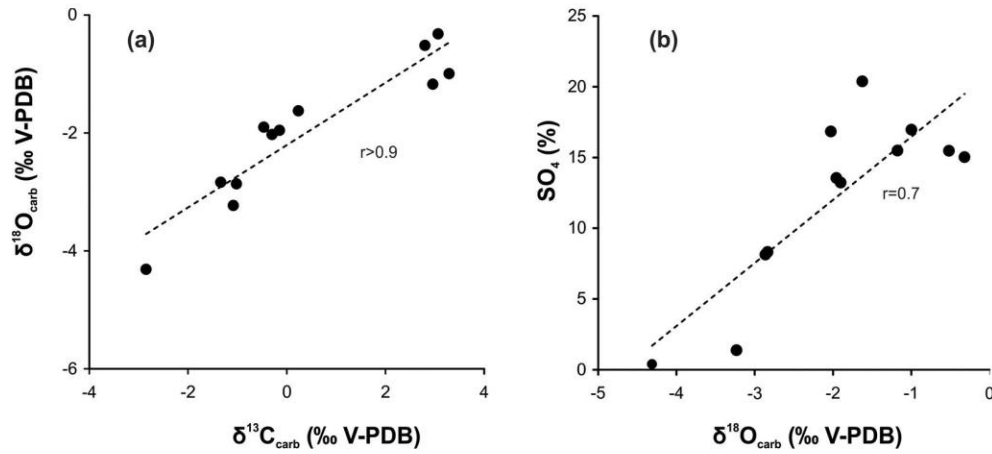 (a)
0
-2
-4
-6
δ18Ocarb (‰ V-PDB)
r>0.9
-4
-2
0
2
4
δ13Ccarb (‰ V-PDB)
(b)
25
20
15
10
5
0
SO4 (%)
r=0.7
-5
-4
-3
-2
-1
0
δ18Ocarb (‰ V-PDB)